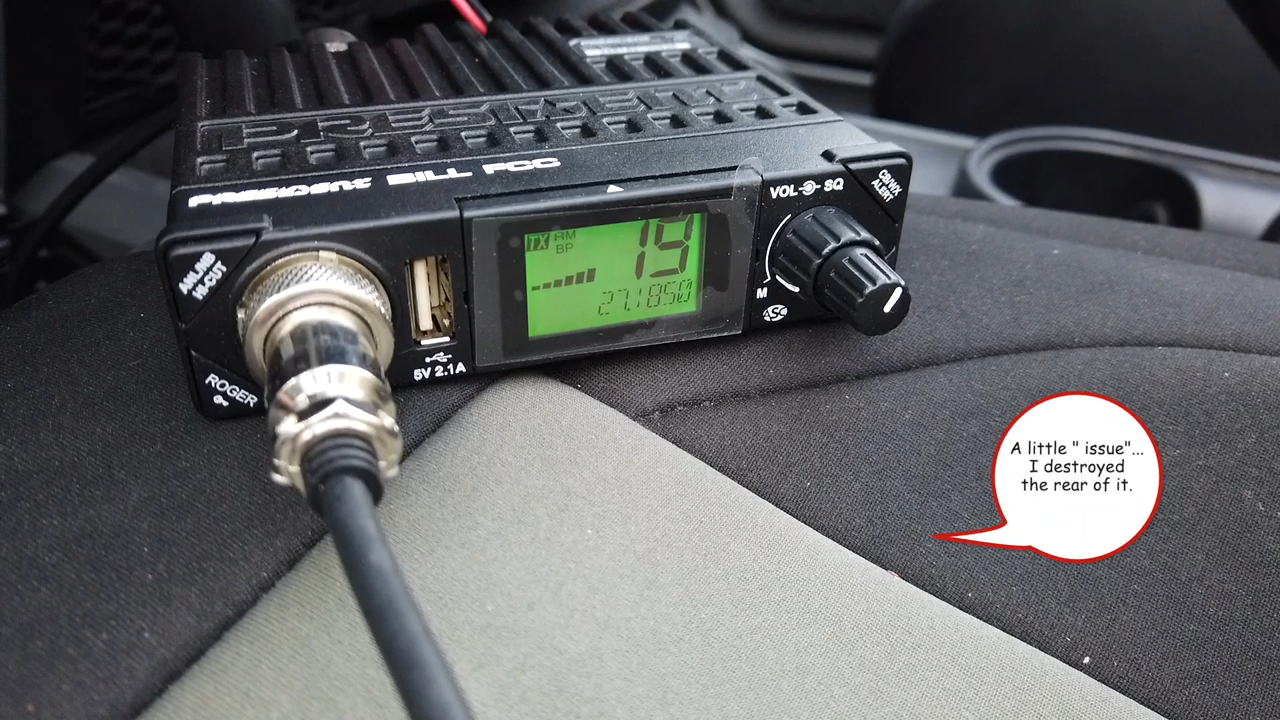 PRESIDENT
PRESIDENT BILL FCC
VOL SQ
CB/WX
ALERT
ANL/NB
HI-CUT
TX AM
BP
19
27.1850
M
ASC
5V 2.1A
ROGER
A little " issue"...
I destroyed
the rear of it.